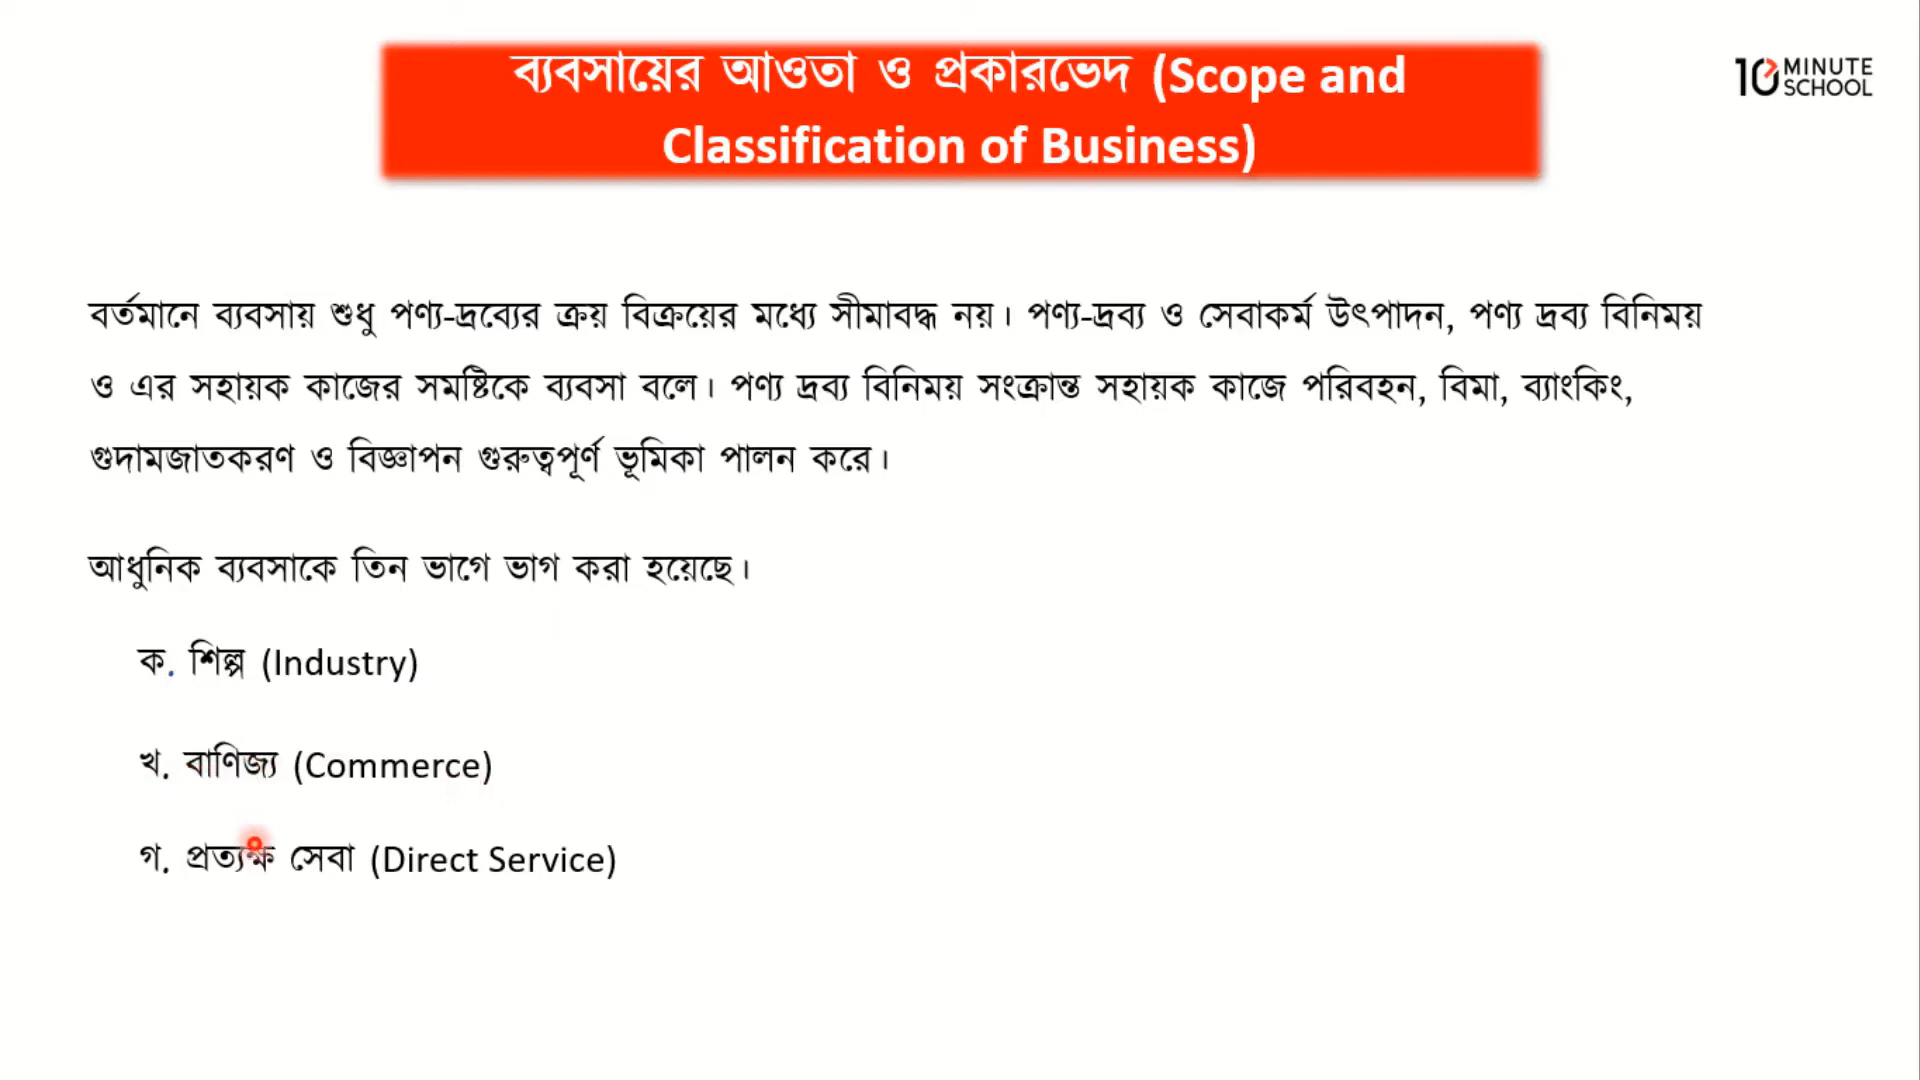 ব্যবসায়ের আওতা ও প্রকারভেদ (Scope and
Classification of Business)
10 MINUTE
SCHOOL
বর্তমানে ব্যবসায় শুধু পণ্য-দ্রব্যের ক্রয় বিক্রয়ের মধ্যে সীমাবদ্ধ নয়। পণ্য-দ্রব্য ও সেবাকর্ম উৎপাদন, পণ্য দ্রব্য বিনিময়
ও এর সহায়ক কাজের সমষ্টিকে ব্যবসা বলে। পণ্য দ্রব্য বিনিময় সংক্রান্ত সহায়ক কাজে পরিবহন, বিমা, ব্যাংকিং,
গুদামজাতকরণ ও বিজ্ঞাপন গুরুত্বপূর্ণ ভূমিকা পালন করে।
আধুনিক ব্যবসাকে তিন ভাগে ভাগ করা হয়েছে।
ক. শিল্প (Industry)
খ. বাণিজ্য (Commerce)
গ. প্রত্যক্ষ সেবা (Direct Service)